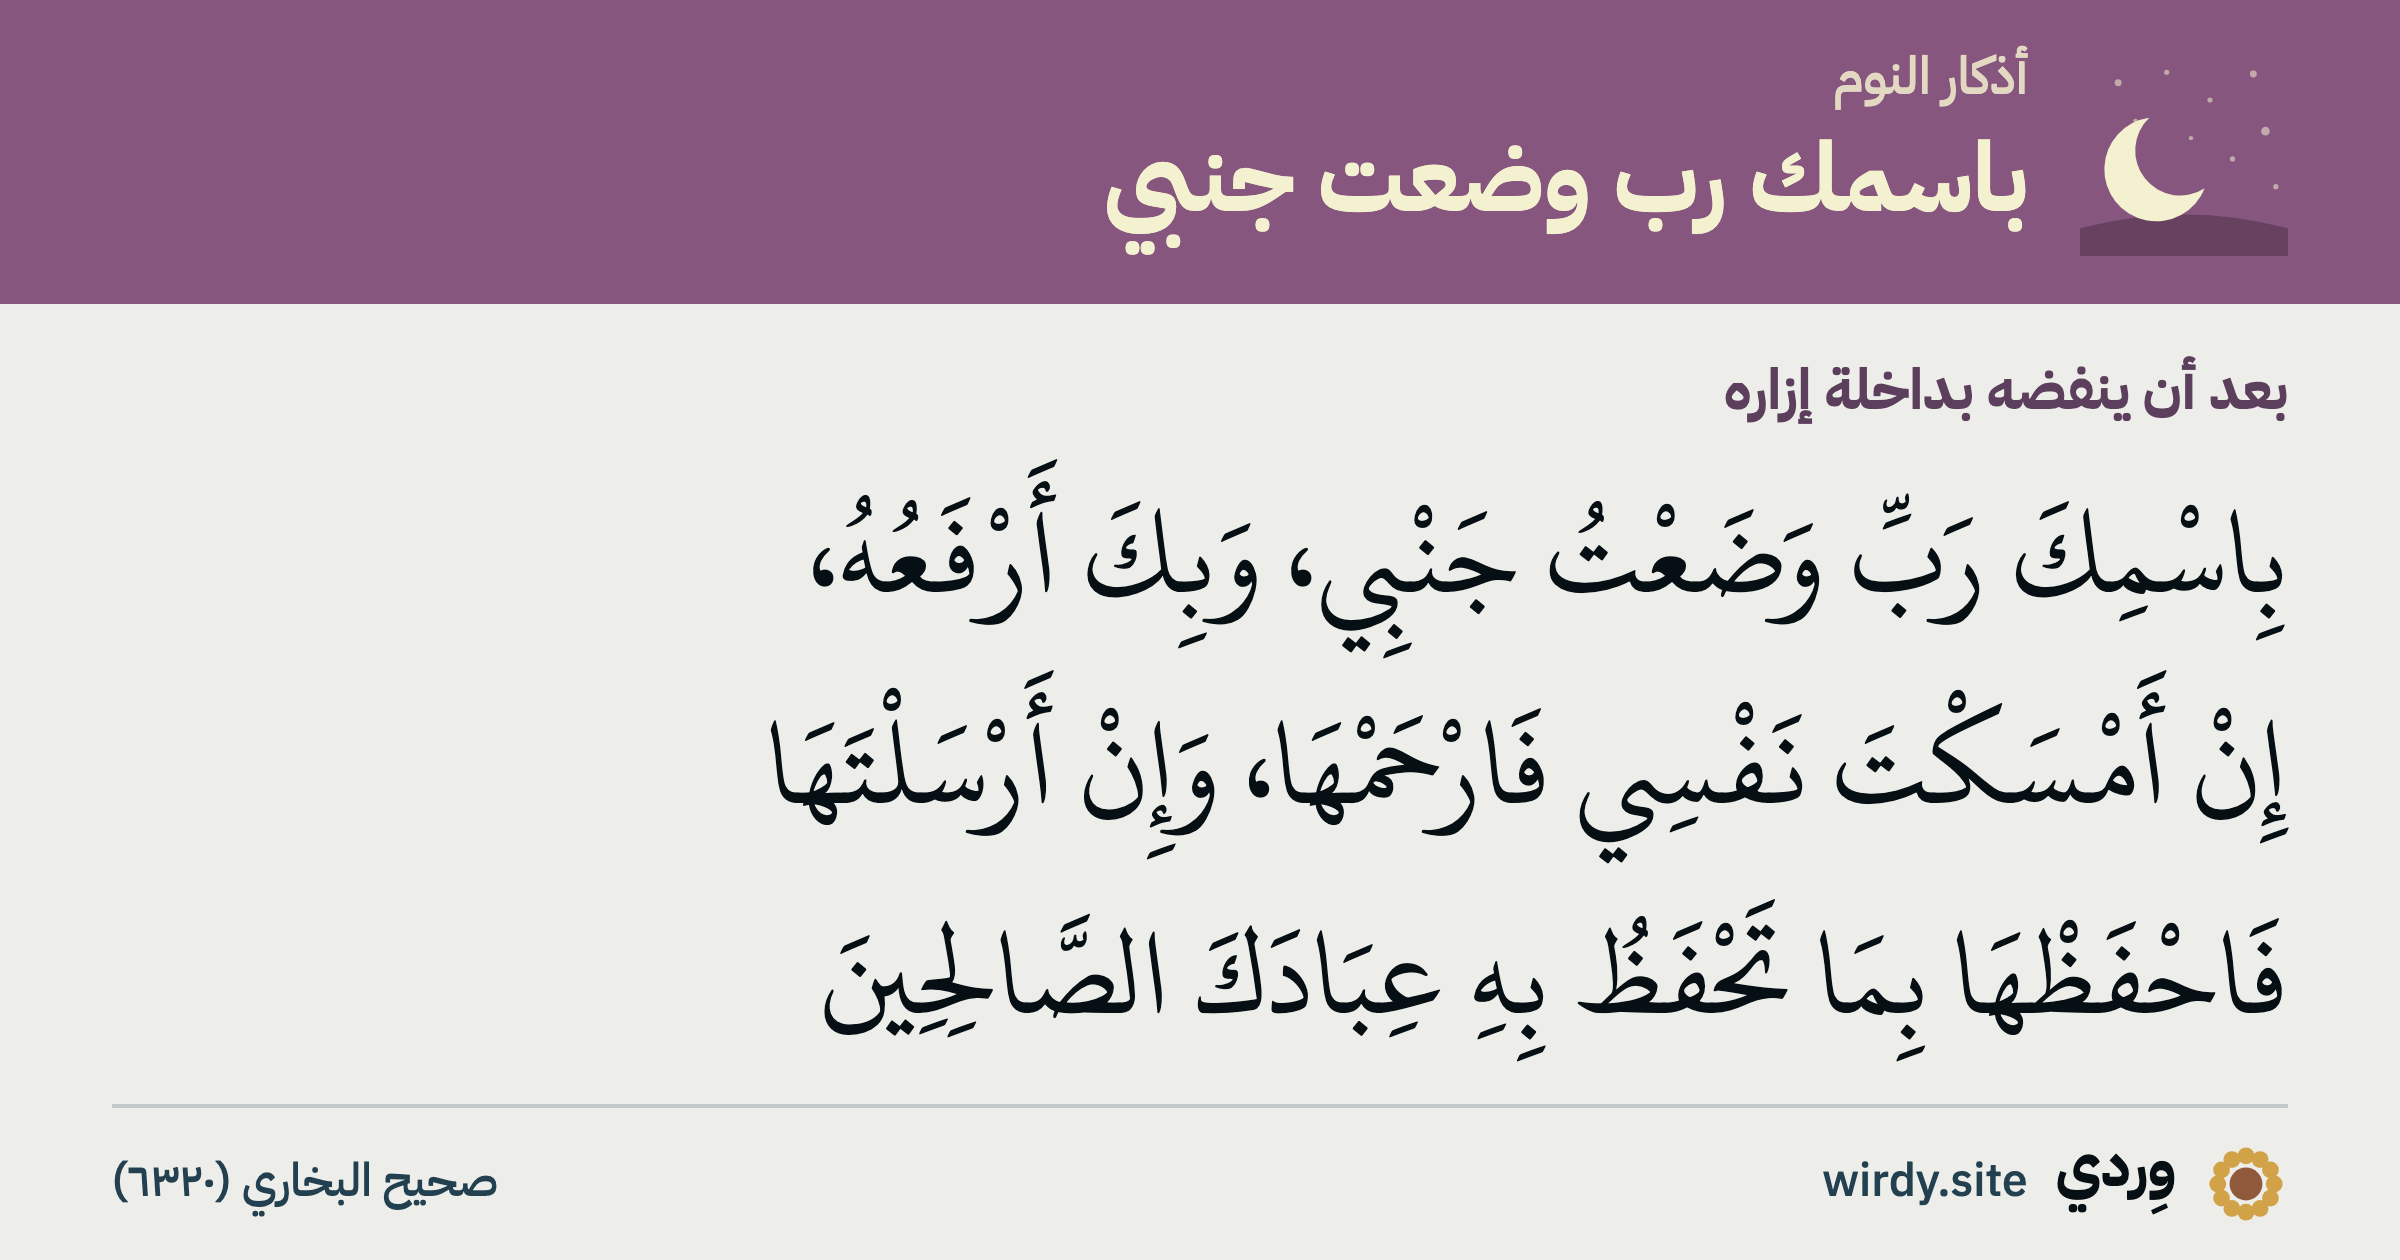 أذكار النوم
باسمك رب وضعت جنبي
بعد أن ينفضه بداخلة إزاره
بِاسْمِكَ رَبِّ وَضَعْتُ جَنْبِي، وَبِكَ أَرْفَعُهُ،
إِنْ أَمْسَكْتَ نَفْسِي فَارْحَمْهَا، وَإِنْ أَرْسَلْتَهَا
فَاحْفَظْهَا بِمَا تَحْفَظُ بِهِ عِبَادَكَ الصَّالِحِينَ
وِردي wirdy.site
صحيح البخاري (٦٣٢٠)